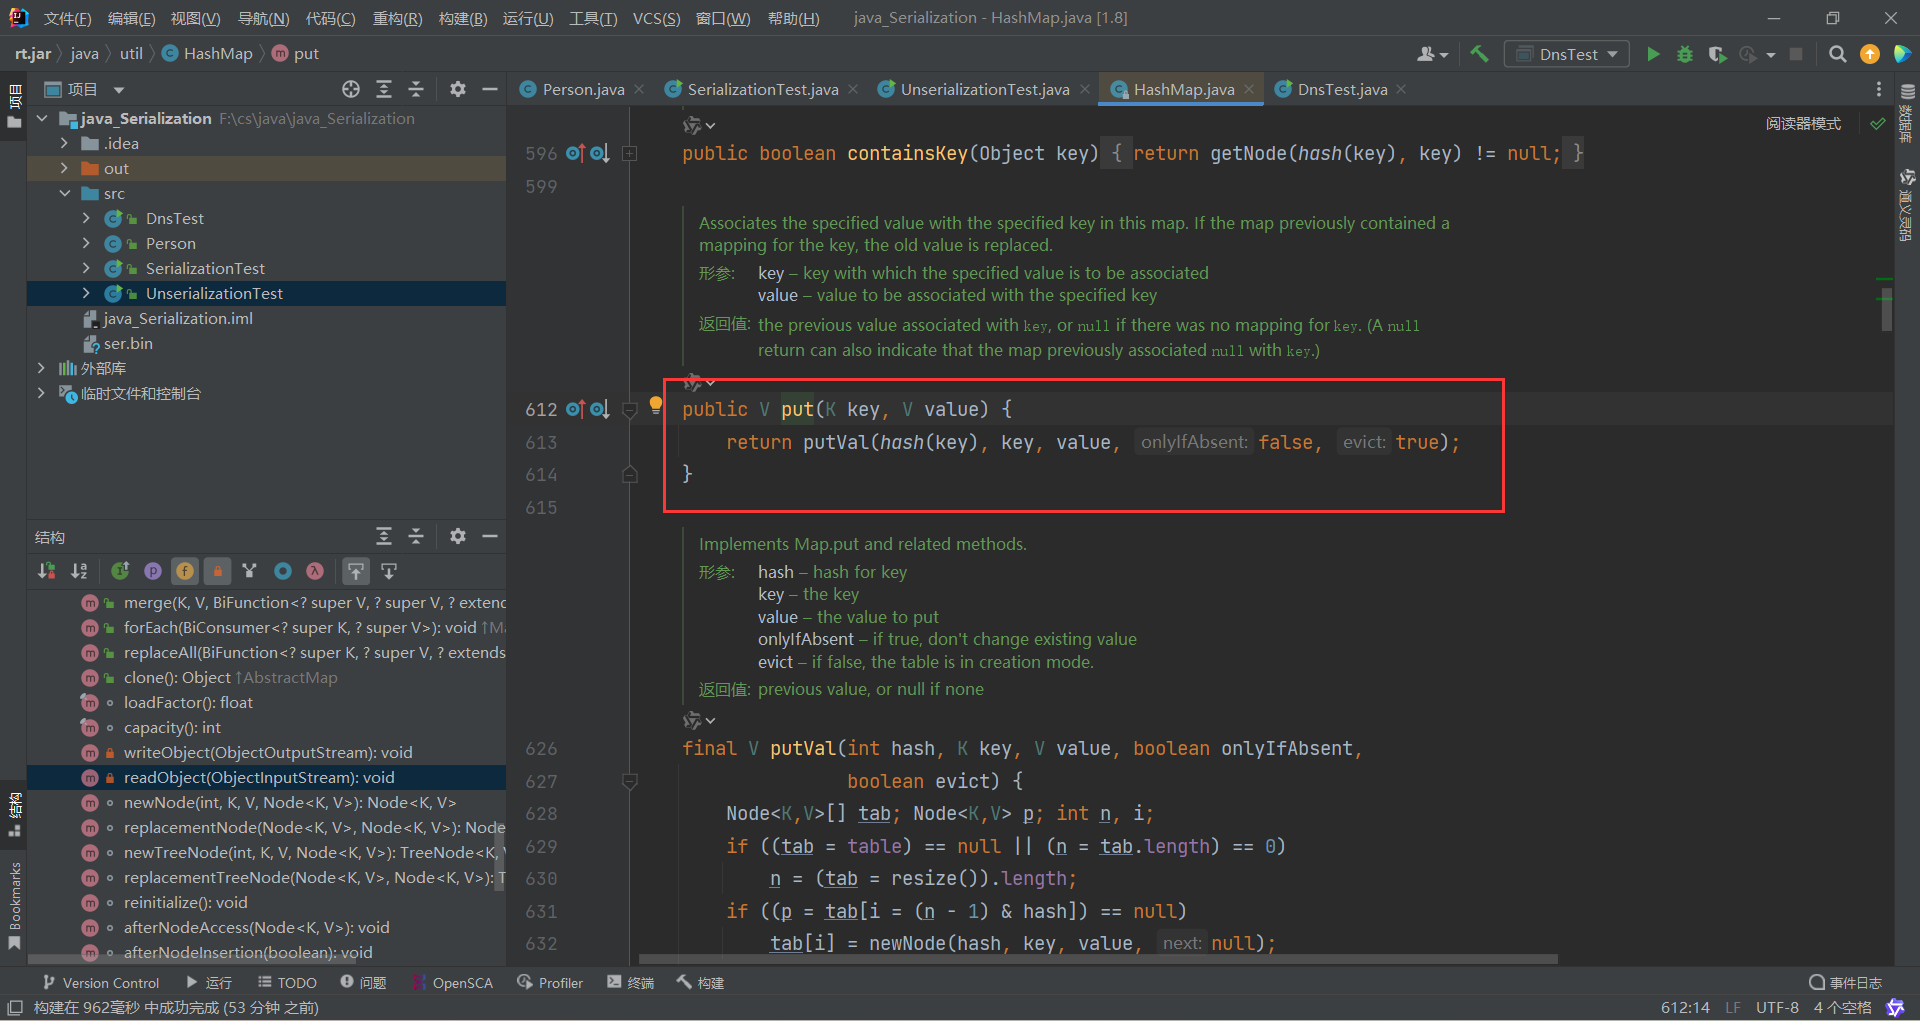 文件(F) 编辑(E) 视图(V) 导航(N) 代码(C) 重构(R) 构建(B) 运行(U) 工具(T) VCS(S) 窗口(W) 帮助(H) java_Serialization - HashMap.java [1.8]
rt.jar java util HashMap put DnsTest
项目
Person.java SerializationTest.java UnserializationTest.java HashMap.java DnsTest.java
java_Serialization F:\cs\java\java_Serialization
.idea
out
src
DnsTest
Person
SerializationTest
UnserializationTest
java_Serialization.iml
ser.bin
外部库
临时文件和控制台
结构
merge(K, V, BiFunction<? super V, ? super V, ? extend
forEach(BiConsumer<? super K, ? super V>): void ↑Ma
replaceAll(BiFunction<? super K, ? super V, ? extends
clone(): Object ↑AbstractMap
loadFactor(): float
capacity(): int
writeObject(ObjectOutputStream): void
readObject(ObjectInputStream): void
newNode(int, K, V, Node<K, V>): Node<K, V>
replacementNode(Node<K, V>, Node<K, V>): Node
newTreeNode(int, K, V, Node<K, V>): TreeNode<K, V
replacementTreeNode(Node<K, V>, Node<K, V>): T
reinitialize(): void
afterNodeAccess(Node<K, V>): void
afterNodeInsertion(boolean): void
阅读器模式
596 public boolean containsKey(Object key) { return getNode(hash(key), key) != null; }
599
Associates the specified value with the specified key in this map. If the map previously contained a
mapping for the key, the old value is replaced.
形参: key – key with which the specified value is to be associated
value – value to be associated with the specified key
返回值: the previous value associated with key, or null if there was no mapping for key. (A null
return can also indicate that the map previously associated null with key.)
612 public V put(K key, V value) {
613 return putVal(hash(key), key, value, onlyIfAbsent: false, evict: true);
614 }
615
Implements Map.put and related methods.
形参: hash – hash for key
key – the key
value – the value to put
onlyIfAbsent – if true, don't change existing value
evict – if false, the table is in creation mode.
返回值: previous value, or null if none
626 final V putVal(int hash, K key, V value, boolean onlyIfAbsent,
627 boolean evict) {
628 Node<K,V>[] tab; Node<K,V> p; int n, i;
629 if ((tab = table) == null || (n = tab.length) == 0)
630 n = (tab = resize()).length;
631 if ((p = tab[i = (n - 1) & hash]) == null)
632 tab[i] = newNode(hash, key, value, next: null);
项目
结构
Bookmarks
数据库
通义灵码
Version Control 运行 TODO 问题 OpenSCA Profiler 终端 构建 事件日志
构建在 962毫秒 中成功完成 (53 分钟 之前) 612:14 LF UTF-8 4 个空格